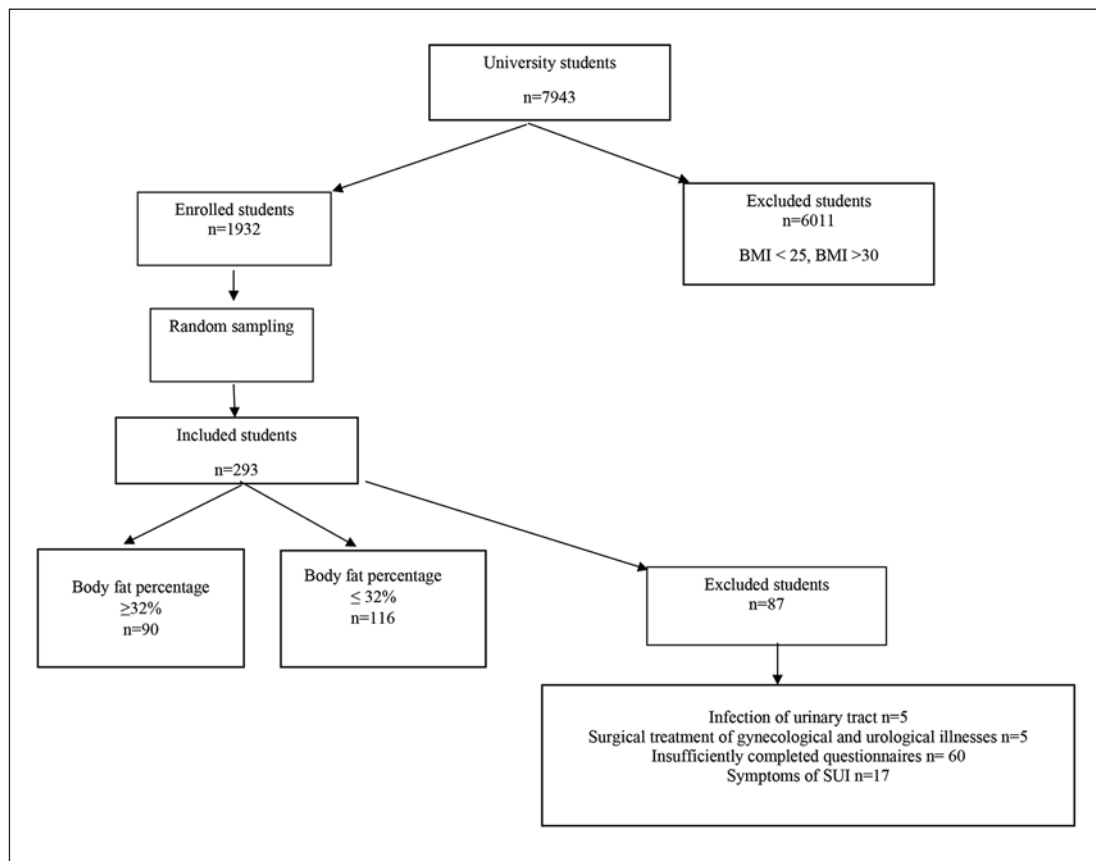 University students
n=7943
Enrolled students
n=1932
Excluded students
n=6011
BMI < 25, BMI >30
Random sampling
Included students
n=293
Body fat percentage
≥32%
n=90
Body fat percentage
≤ 32%
n=116
Excluded students
n=87
Infection of urinary tract n=5
Surgical treatment of gynecological and urological illnesses n=5
Insufficiently completed questionnaires n= 60
Symptoms of SUI n=17